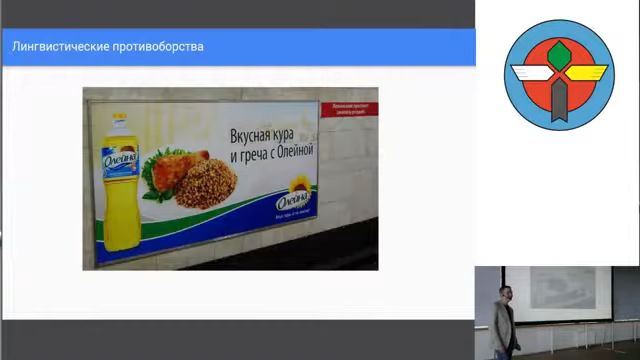 Лингвистические противоборства
Вкусная кура
и греча с Олейной
Олейна
Олейна